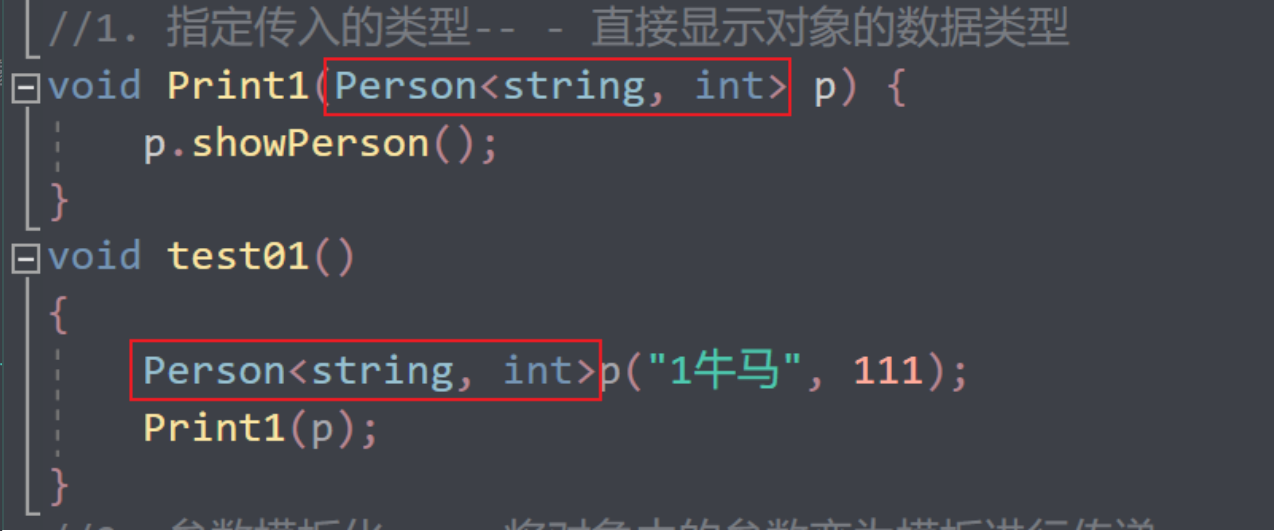 //1. 指定传入的类型-- - 直接显示对象的数据类型
void Print1(Person<string, int> p) {
p.showPerson();
}
void test01()
{
Person<string, int>p("1牛马", 111);
Print1(p);
}